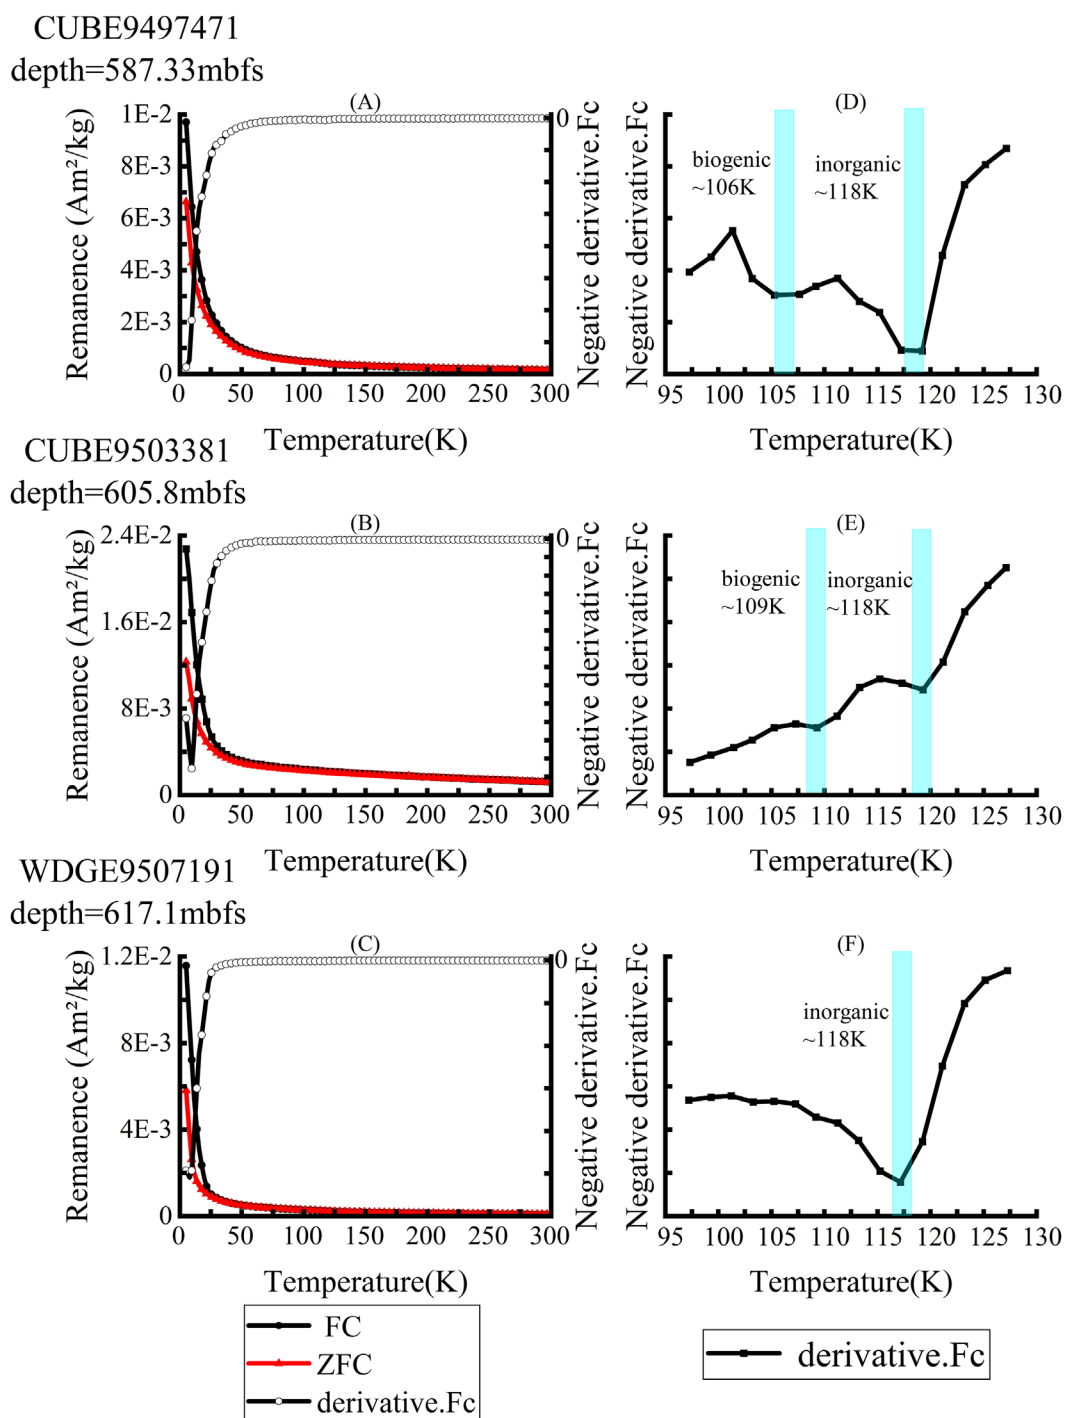 CUBE9497471
depth=587.33mbfs
(A)
1E-2
8E-3
6E-3
4E-3
2E-3
0
Remanence (Am²/kg)
0
Negative derivative.Fc
0 50 100 150 200 250 300
Temperature(K)
(D)
biogenic
~106K
inorganic
~118K
Negative derivative.Fc
95 100 105 110 115 120 125 130
Temperature(K)
CUBE9503381
depth=605.8mbfs
(B)
2.4E-2
1.6E-2
8E-3
0
Remanence (Am²/kg)
0
Negative derivative.Fc
0 50 100 150 200 250 300
Temperature(K)
(E)
biogenic
~109K
inorganic
~118K
Negative derivative.Fc
95 100 105 110 115 120 125 130
Temperature(K)
WDGE9507191
depth=617.1mbfs
(C)
1.2E-2
8E-3
4E-3
0
Remanence (Am²/kg)
0
Negative derivative.Fc
0 50 100 150 200 250 300
Temperature(K)
(F)
inorganic
~118K
Negative derivative.Fc
95 100 105 110 115 120 125 130
Temperature(K)
FC
ZFC
derivative.Fc
derivative.Fc